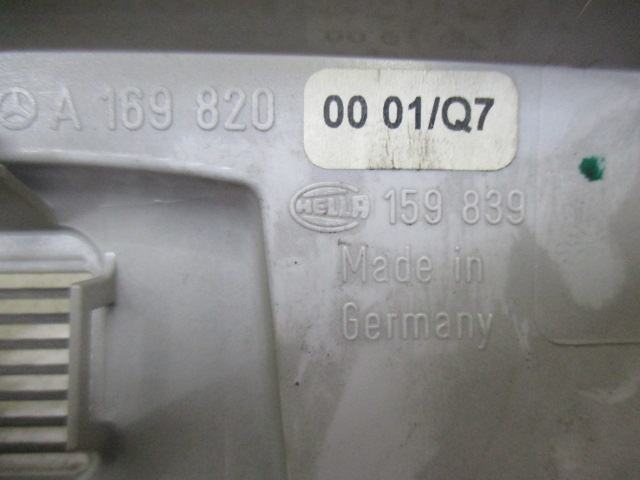 A 169 820 00 01/Q7
HELLA 159 839
Made in
Germany